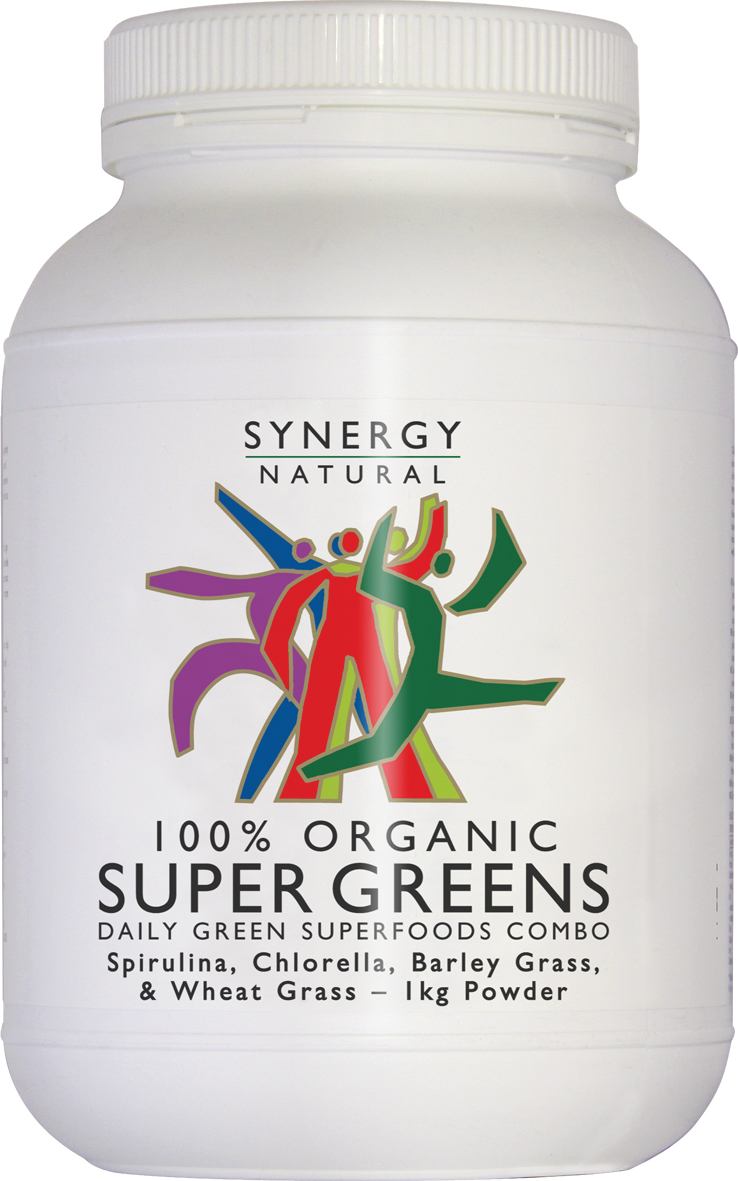 SYNERGY
NATURAL
100% ORGANIC
SUPER GREENS
DAILY GREEN SUPERFOODS COMBO
Spirulina, Chlorella, Barley Grass,
& Wheat Grass – 1kg Powder